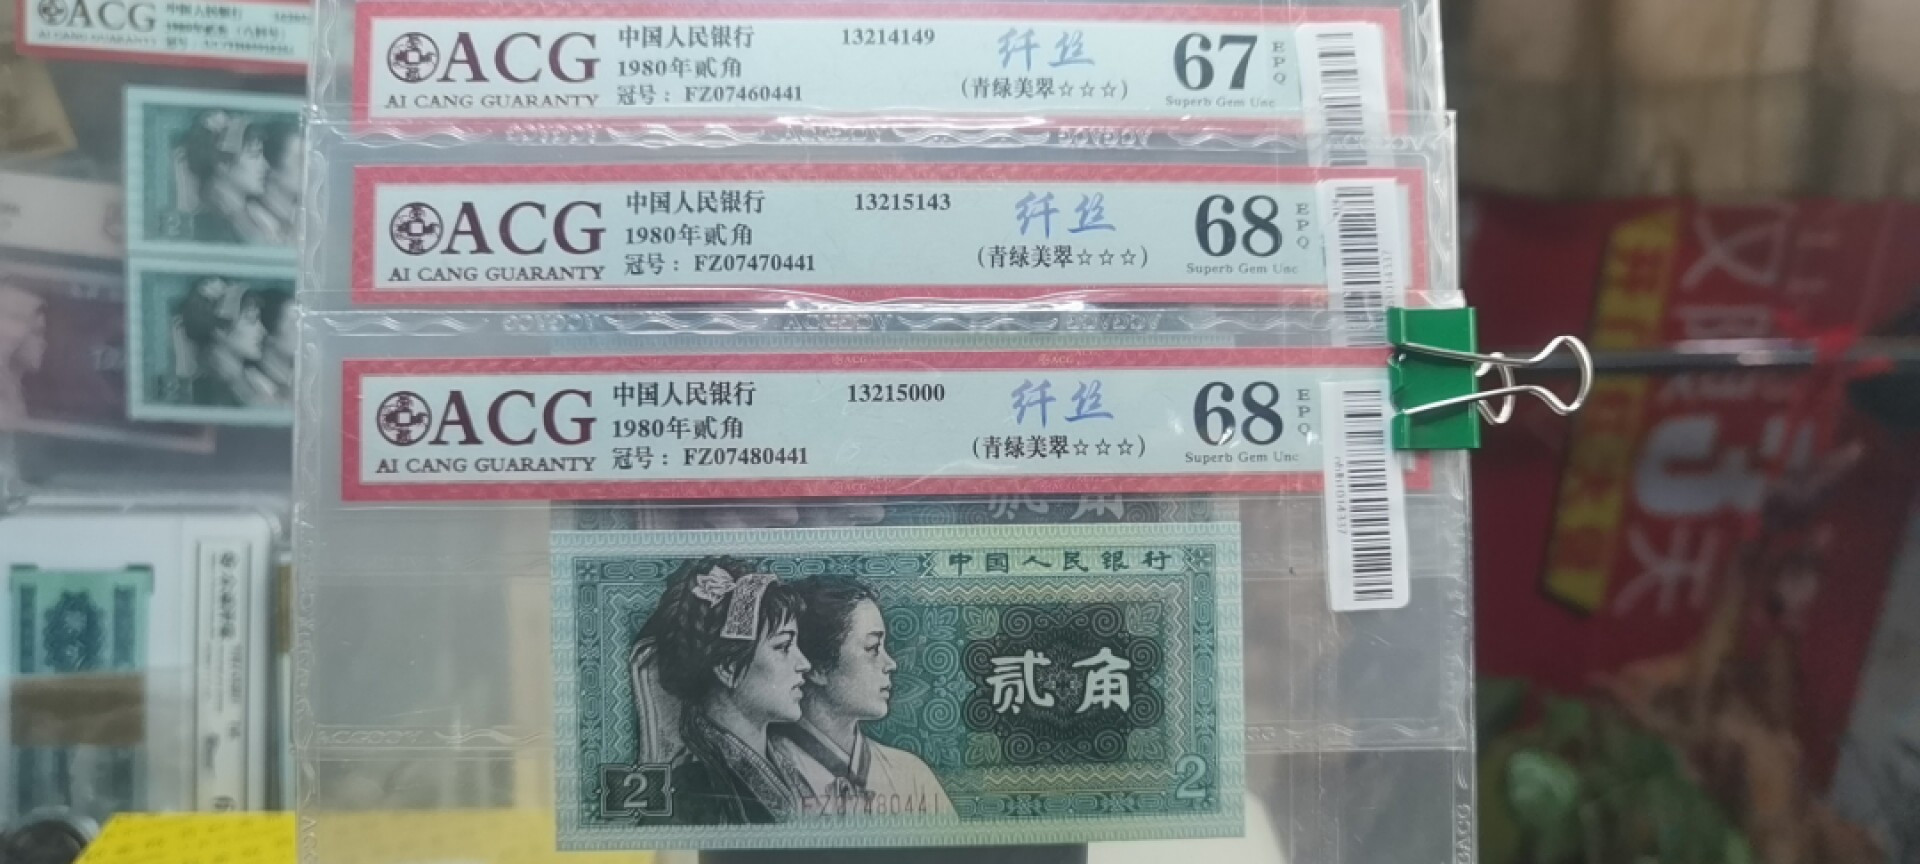 ACG
ACG
AI CANG GUARANTY
中国人民银行
1980年贰角
冠号：FZ07460441
13214149
纤丝
(青绿美翠☆☆☆)
67
EPQ
Superb Gem Unc
ACG
AI CANG GUARANTY
中国人民银行
1980年贰角
冠号：FZ07470441
13215143
纤丝
(青绿美翠☆☆☆)
68
EPQ
Superb Gem Unc
ACG
AI CANG GUARANTY
中国人民银行
1980年贰角
冠号：FZ07480441
13215000
纤丝
(青绿美翠☆☆☆)
68
EPQ
Superb Gem Unc
贰角
中国人民银行
贰角
2
FZ07480441
2
天